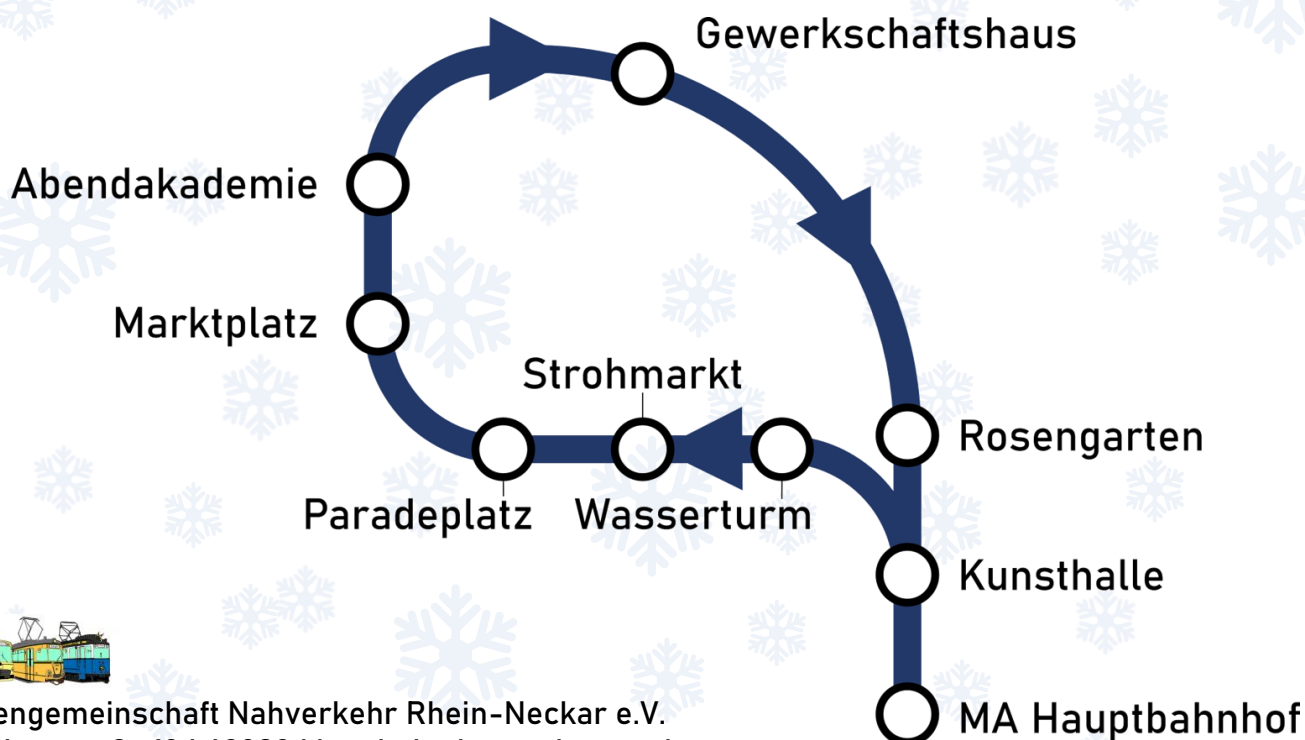 Gewerkschaftshaus
Abendakademie
Marktplatz
Strohmarkt
Rosengarten
Paradeplatz
Wasserturm
Kunsthalle
MA Hauptbahnhof
engemeinschaft Nahverkehr Rhein-Neckar e.V.